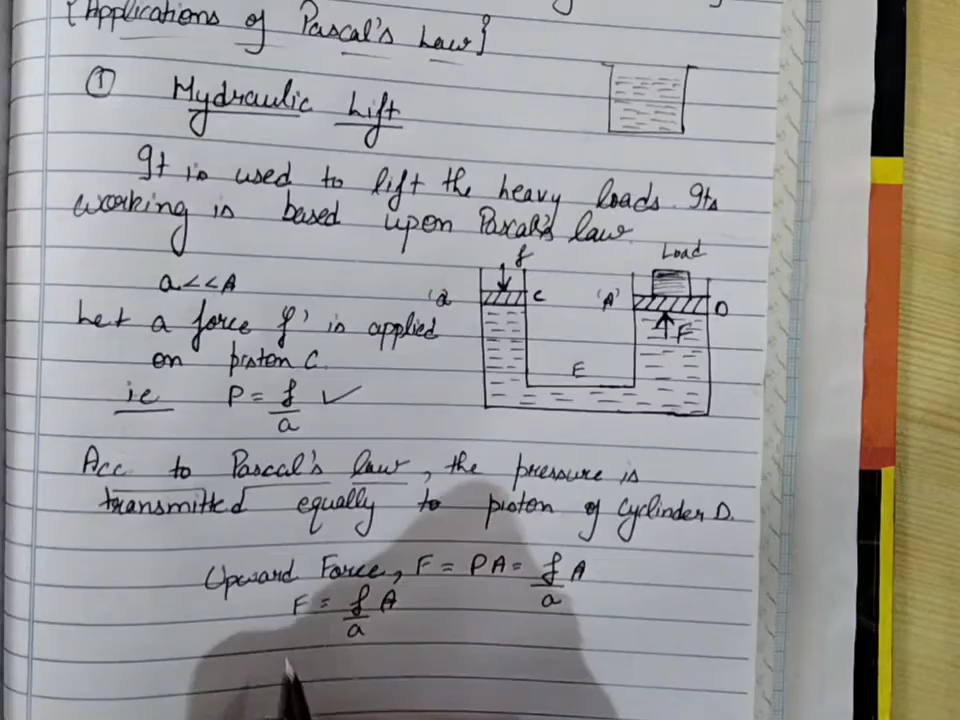 {Applications of Pascal's Law}
① Hydraulic Lift
It is used to lift the heavy loads. Its
working is based upon Pascal's law.
a<<A
Let a force f' is applied
on piston C.
ie P = f/a ✓
f
Load
'a C 'A' D
F
E
Acc to Pascal's law, the pressure is
transmitted equally to piston of cylinder D.
Upward Force, F = PA = f/a A
F = f/a A